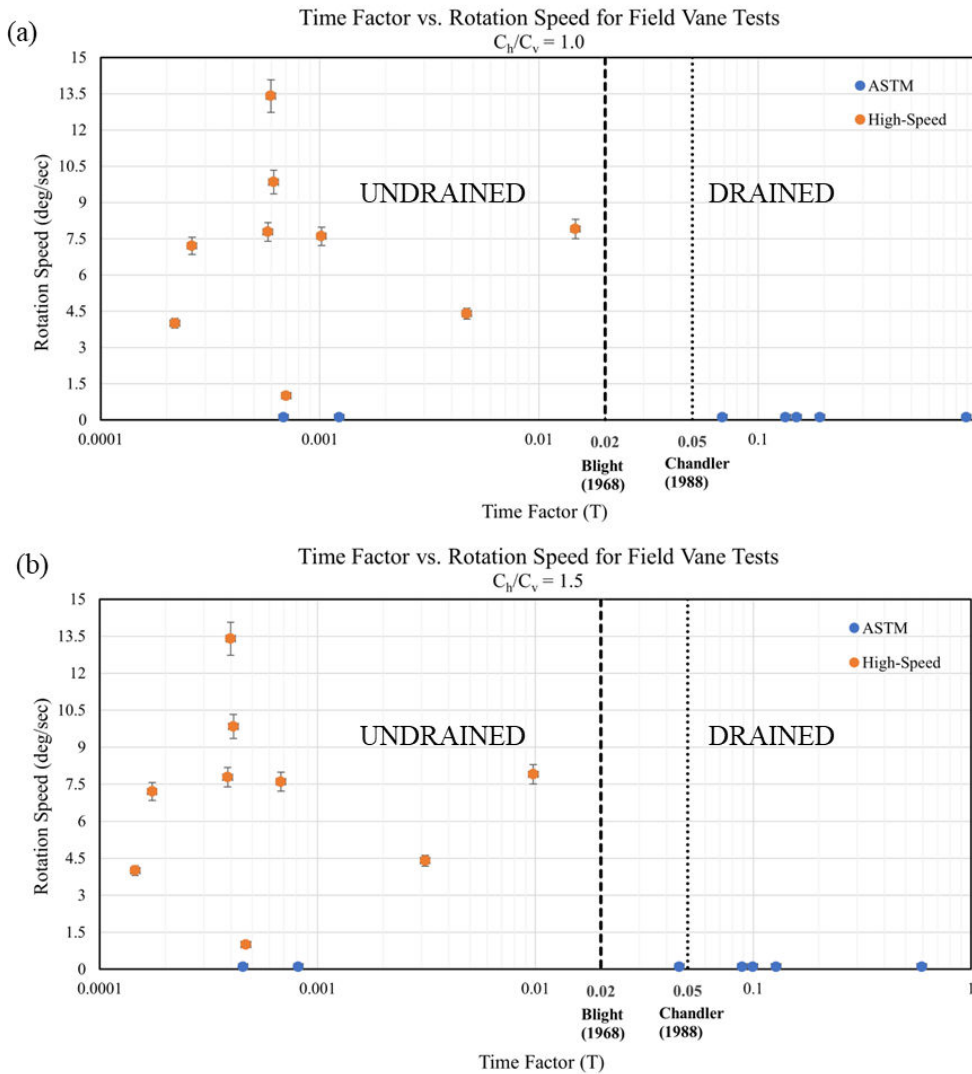 (a)
Time Factor vs. Rotation Speed for Field Vane Tests
Ch/Cv = 1.0
15
13.5
12
10.5
9
7.5
6
4.5
3
1.5
0
Rotation Speed (deg/sec)
ASTM
High-Speed
UNDRAINED
DRAINED
0.0001
0.001
0.01
0.02
0.05
0.1
Blight
(1968)
Chandler
(1988)
Time Factor (T)
(b)
Time Factor vs. Rotation Speed for Field Vane Tests
Ch/Cv = 1.5
15
13.5
12
10.5
9
7.5
6
4.5
3
1.5
0
Rotation Speed (deg/sec)
ASTM
High-Speed
UNDRAINED
DRAINED
0.0001
0.001
0.01
0.02
0.05
0.1
1
Blight
(1968)
Chandler
(1988)
Time Factor (T)